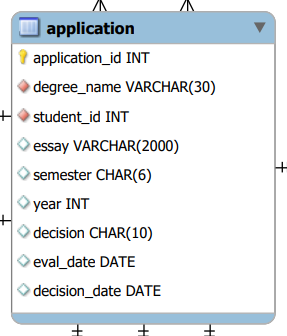 application
application_id INT
degree_name VARCHAR(30)
student_id INT
essay VARCHAR(2000)
semester CHAR(6)
year INT
decision CHAR(10)
eval_date DATE
decision_date DATE